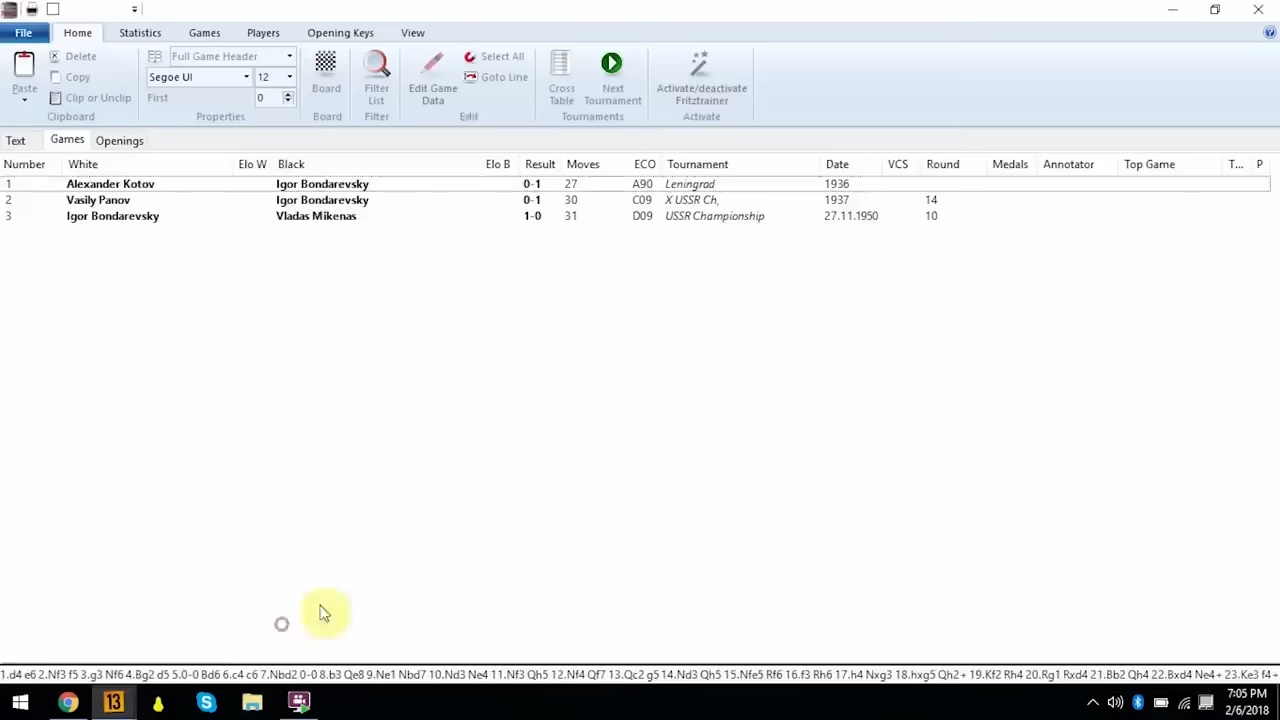 File Home Statistics Games Players Opening Keys View
Delete Full Game Header Select All
Copy Segoe UI 12 Goto Line
Paste Clip or Unclip First 0 Board Filter List Edit Game Data Cross Table Next Tournament Activate/deactivate Fritztrainer
Clipboard Properties Board Filter Edit Tournaments Activate
Text Games Openings
Number White Elo W Black Elo B Result Moves ECO Tournament Date VCS Round Medals Annotator Top Game T... P
1 Alexander Kotov Igor Bondarevsky 0-1 27 A90 Leningrad 1936
2 Vasily Panov Igor Bondarevsky 0-1 30 C09 X USSR Ch, 1937 14
3 Igor Bondarevsky Vladas Mikenas 1-0 31 D09 USSR Championship 27.11.1950 10
1.d4 e6 2.Nf3 f5 3.g3 Nf6 4.Bg2 d5 5.0-0 Bd6 6.c4 c6 7.Nbd2 0-0 8.b3 Qe8 9.Ne1 Nbd7 10.Nd3 Ne4 11.Nf3 Qh5 12.Nf4 Qf7 13.Qc2 g5 14.Nd3 Qh5 15.Nfe5 Rf6 16.f3 Rh6 17.h4 Nxg3 18.hxg5 Qh2+ 19.Kf2 Rh4 20.Rg1 Rxd4 21.Bb2 Qh4 22.Bxd4 Ne4+ 23.Ke3 f4+
13
7:05 PM
2/6/2018